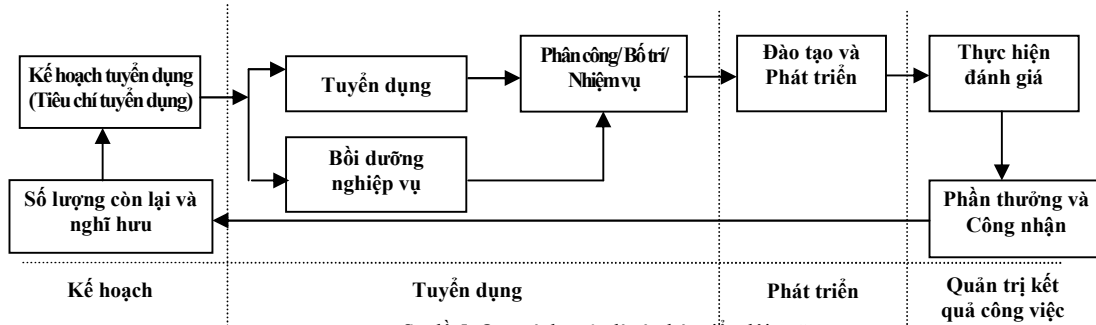 Kế hoạch tuyển dụng
(Tiêu chí tuyển dụng)
Tuyển dụng
Phân công/ Bố trí/
Nhiệm vụ
Đào tạo và
Phát triển
Thực hiện
đánh giá
Bồi dưỡng
nghiệp vụ
Số lượng còn lại và
nghĩ hưu
Phần thưởng và
Công nhận
Kế hoạch
Tuyển dụng
Phát triển
Quản trị kết
quả công việc